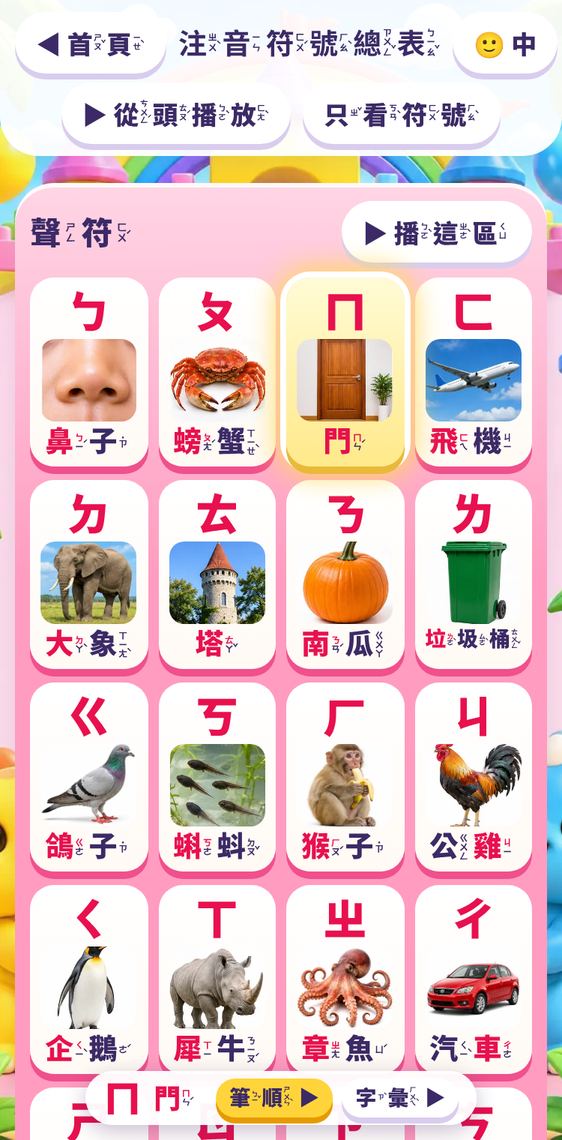 ◀ 首頁 注音符號總表 🙂 中
▶ 從頭播放 只看符號
聲符 ▶ 播這區
ㄅ ㄆ ㄇ ㄈ
鼻子 螃蟹 門 飛機
ㄉ ㄊ ㄋ ㄌ
大象 塔 南瓜 垃圾桶
ㄍ ㄎ ㄏ ㄐ
鴿子 蝌蚪 猴子 公雞
ㄑ ㄒ ㄓ ㄔ
企鵝 犀牛 章魚 汽車
ㄇ 門 筆順 ▶ 字彙 ▶